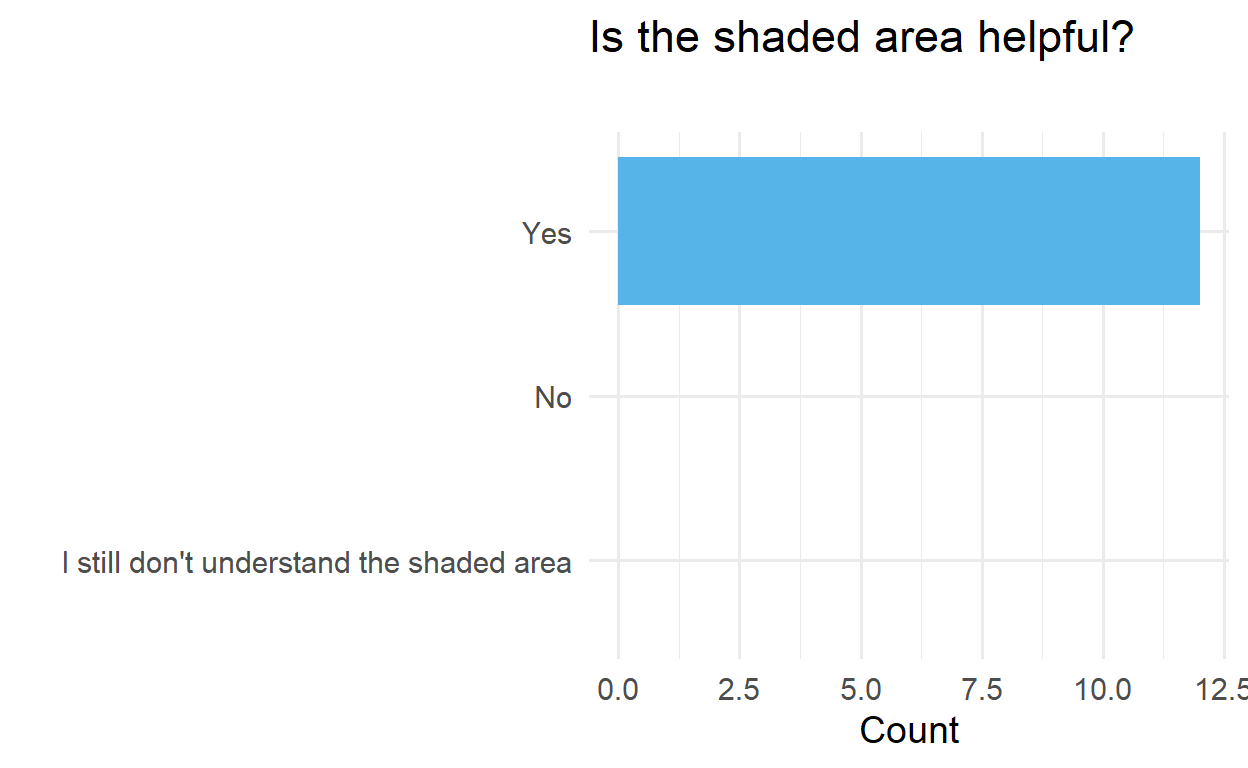 Is the shaded area helpful?
Yes
No
I still don't understand the shaded area
0.0 2.5 5.0 7.5 10.0 12.5
Count